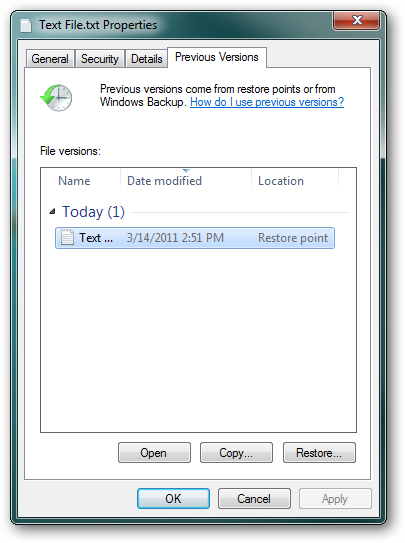 Text File.txt Properties
General Security Details Previous Versions
Previous versions come from restore points or from
Windows Backup. How do I use previous versions?
File versions:
Name Date modified Location
Today (1)
Text ... 3/14/2011 2:51 PM Restore point
Open Copy... Restore...
OK Cancel Apply